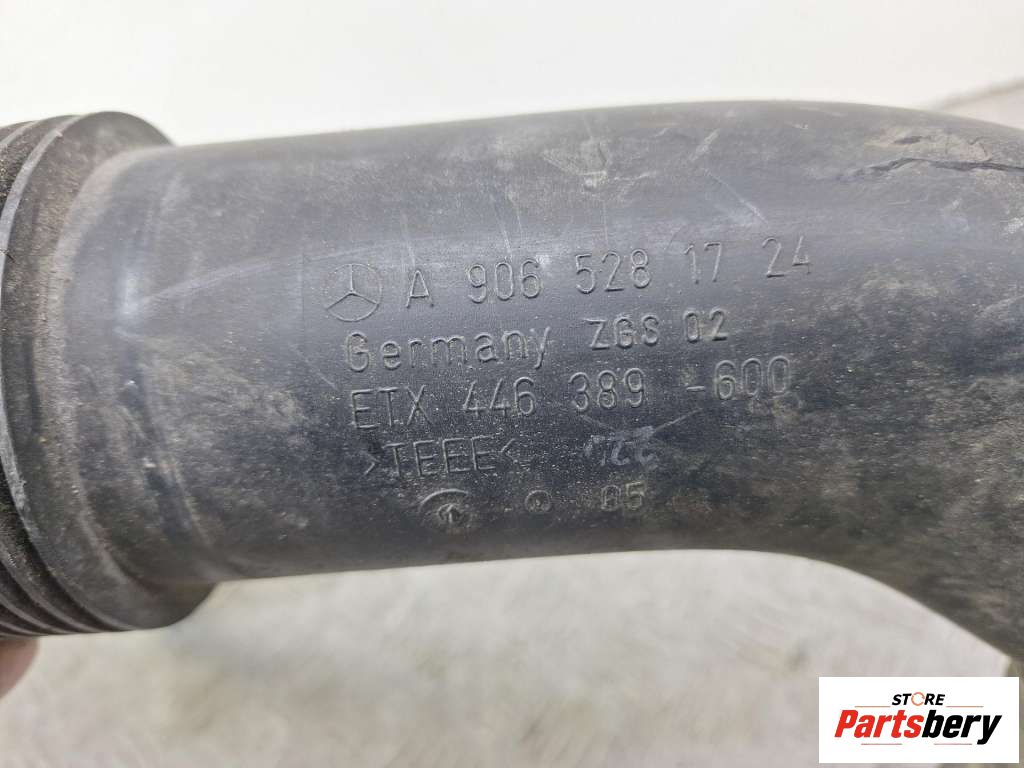 A 906 528 17 24
Germany ZGS 02
ETX 446 389 -600
>TEEE<
05
STORE
Partsbery